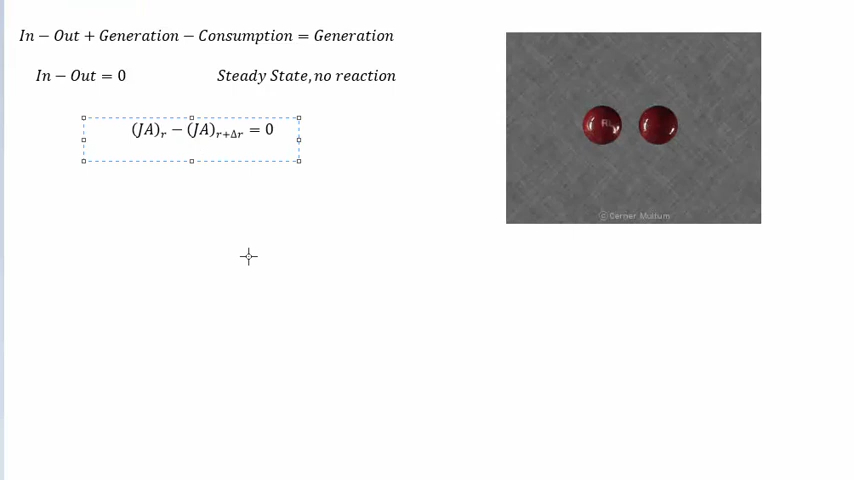 In − Out + Generation − Consumption = Generation
In − Out = 0 Steady State, no reaction
(JA)ᵣ − (JA)ᵣ₊Δᵣ = 0
© Cerner Multum